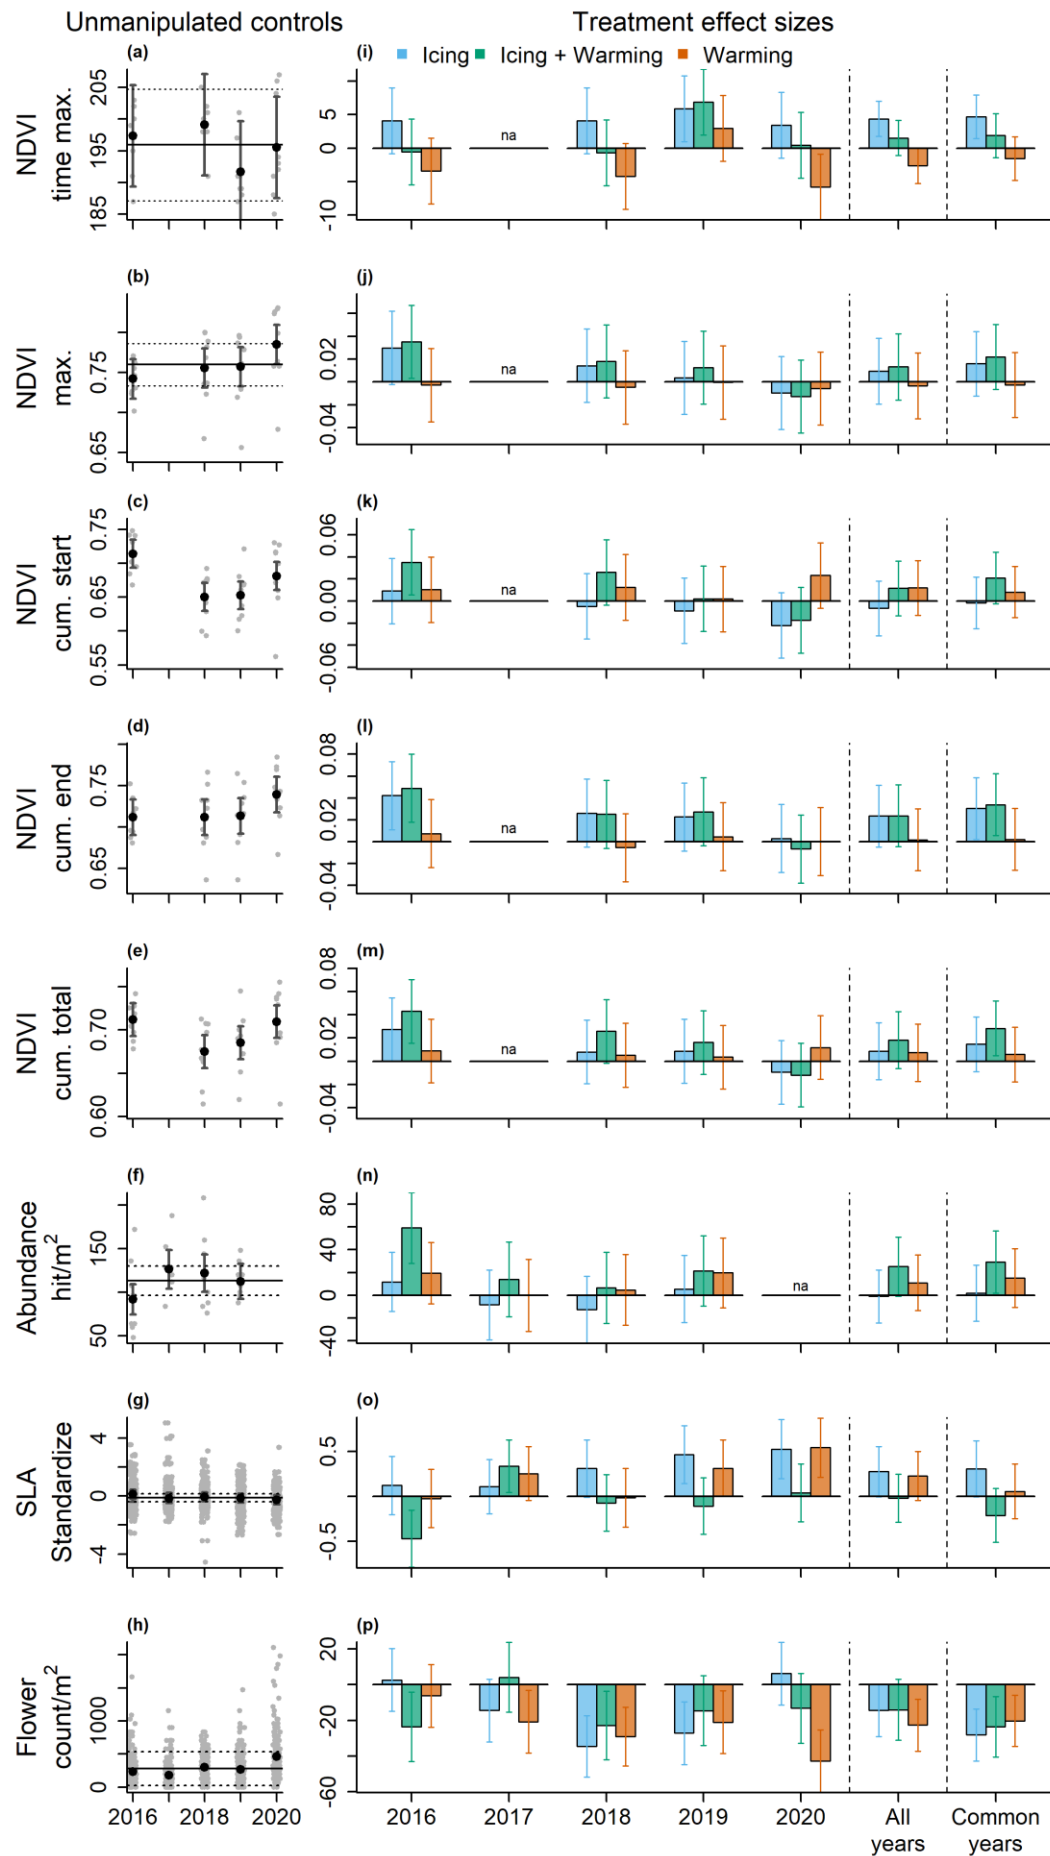 Unmanipulated controls
Treatment effect sizes
Icing
Icing + Warming
Warming
(a)
NDVI
time max.
205
195
185
(i)
5
0
-10
na
(b)
NDVI
max.
0.75
0.65
(j)
0.02
-0.04
na
(c)
NDVI
cum. start
0.75
0.65
0.55
(k)
0.06
0.00
-0.06
na
(d)
NDVI
cum. end
0.75
0.65
(l)
0.08
0.02
-0.04
na
(e)
NDVI
cum. total
0.70
0.60
(m)
0.08
0.02
-0.04
na
(f)
Abundance
hit/m²
150
50
(n)
80
40
0
-40
na
(g)
SLA
Standardize
4
0
-4
(o)
0.5
-0.5
(h)
Flower
count/m²
1000
0
(p)
20
-20
-60
2016 2018 2020
2016 2017 2018 2019 2020 All years Common years